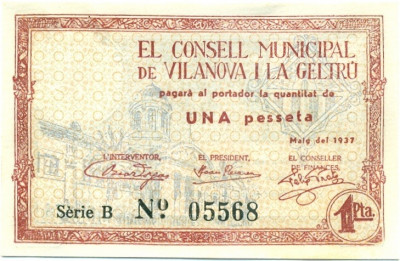 EL CONSELL MUNICIPAL
DE VILANOVA I LA GELTRÚ
pagarà al portador la quantitat de
UNA pesseta
Maig del 1937
L'INTERVENTOR, EL PRESIDENT, EL CONSELLER
DE FINANCES,
Sèrie B Nº 05568
1 Pta.